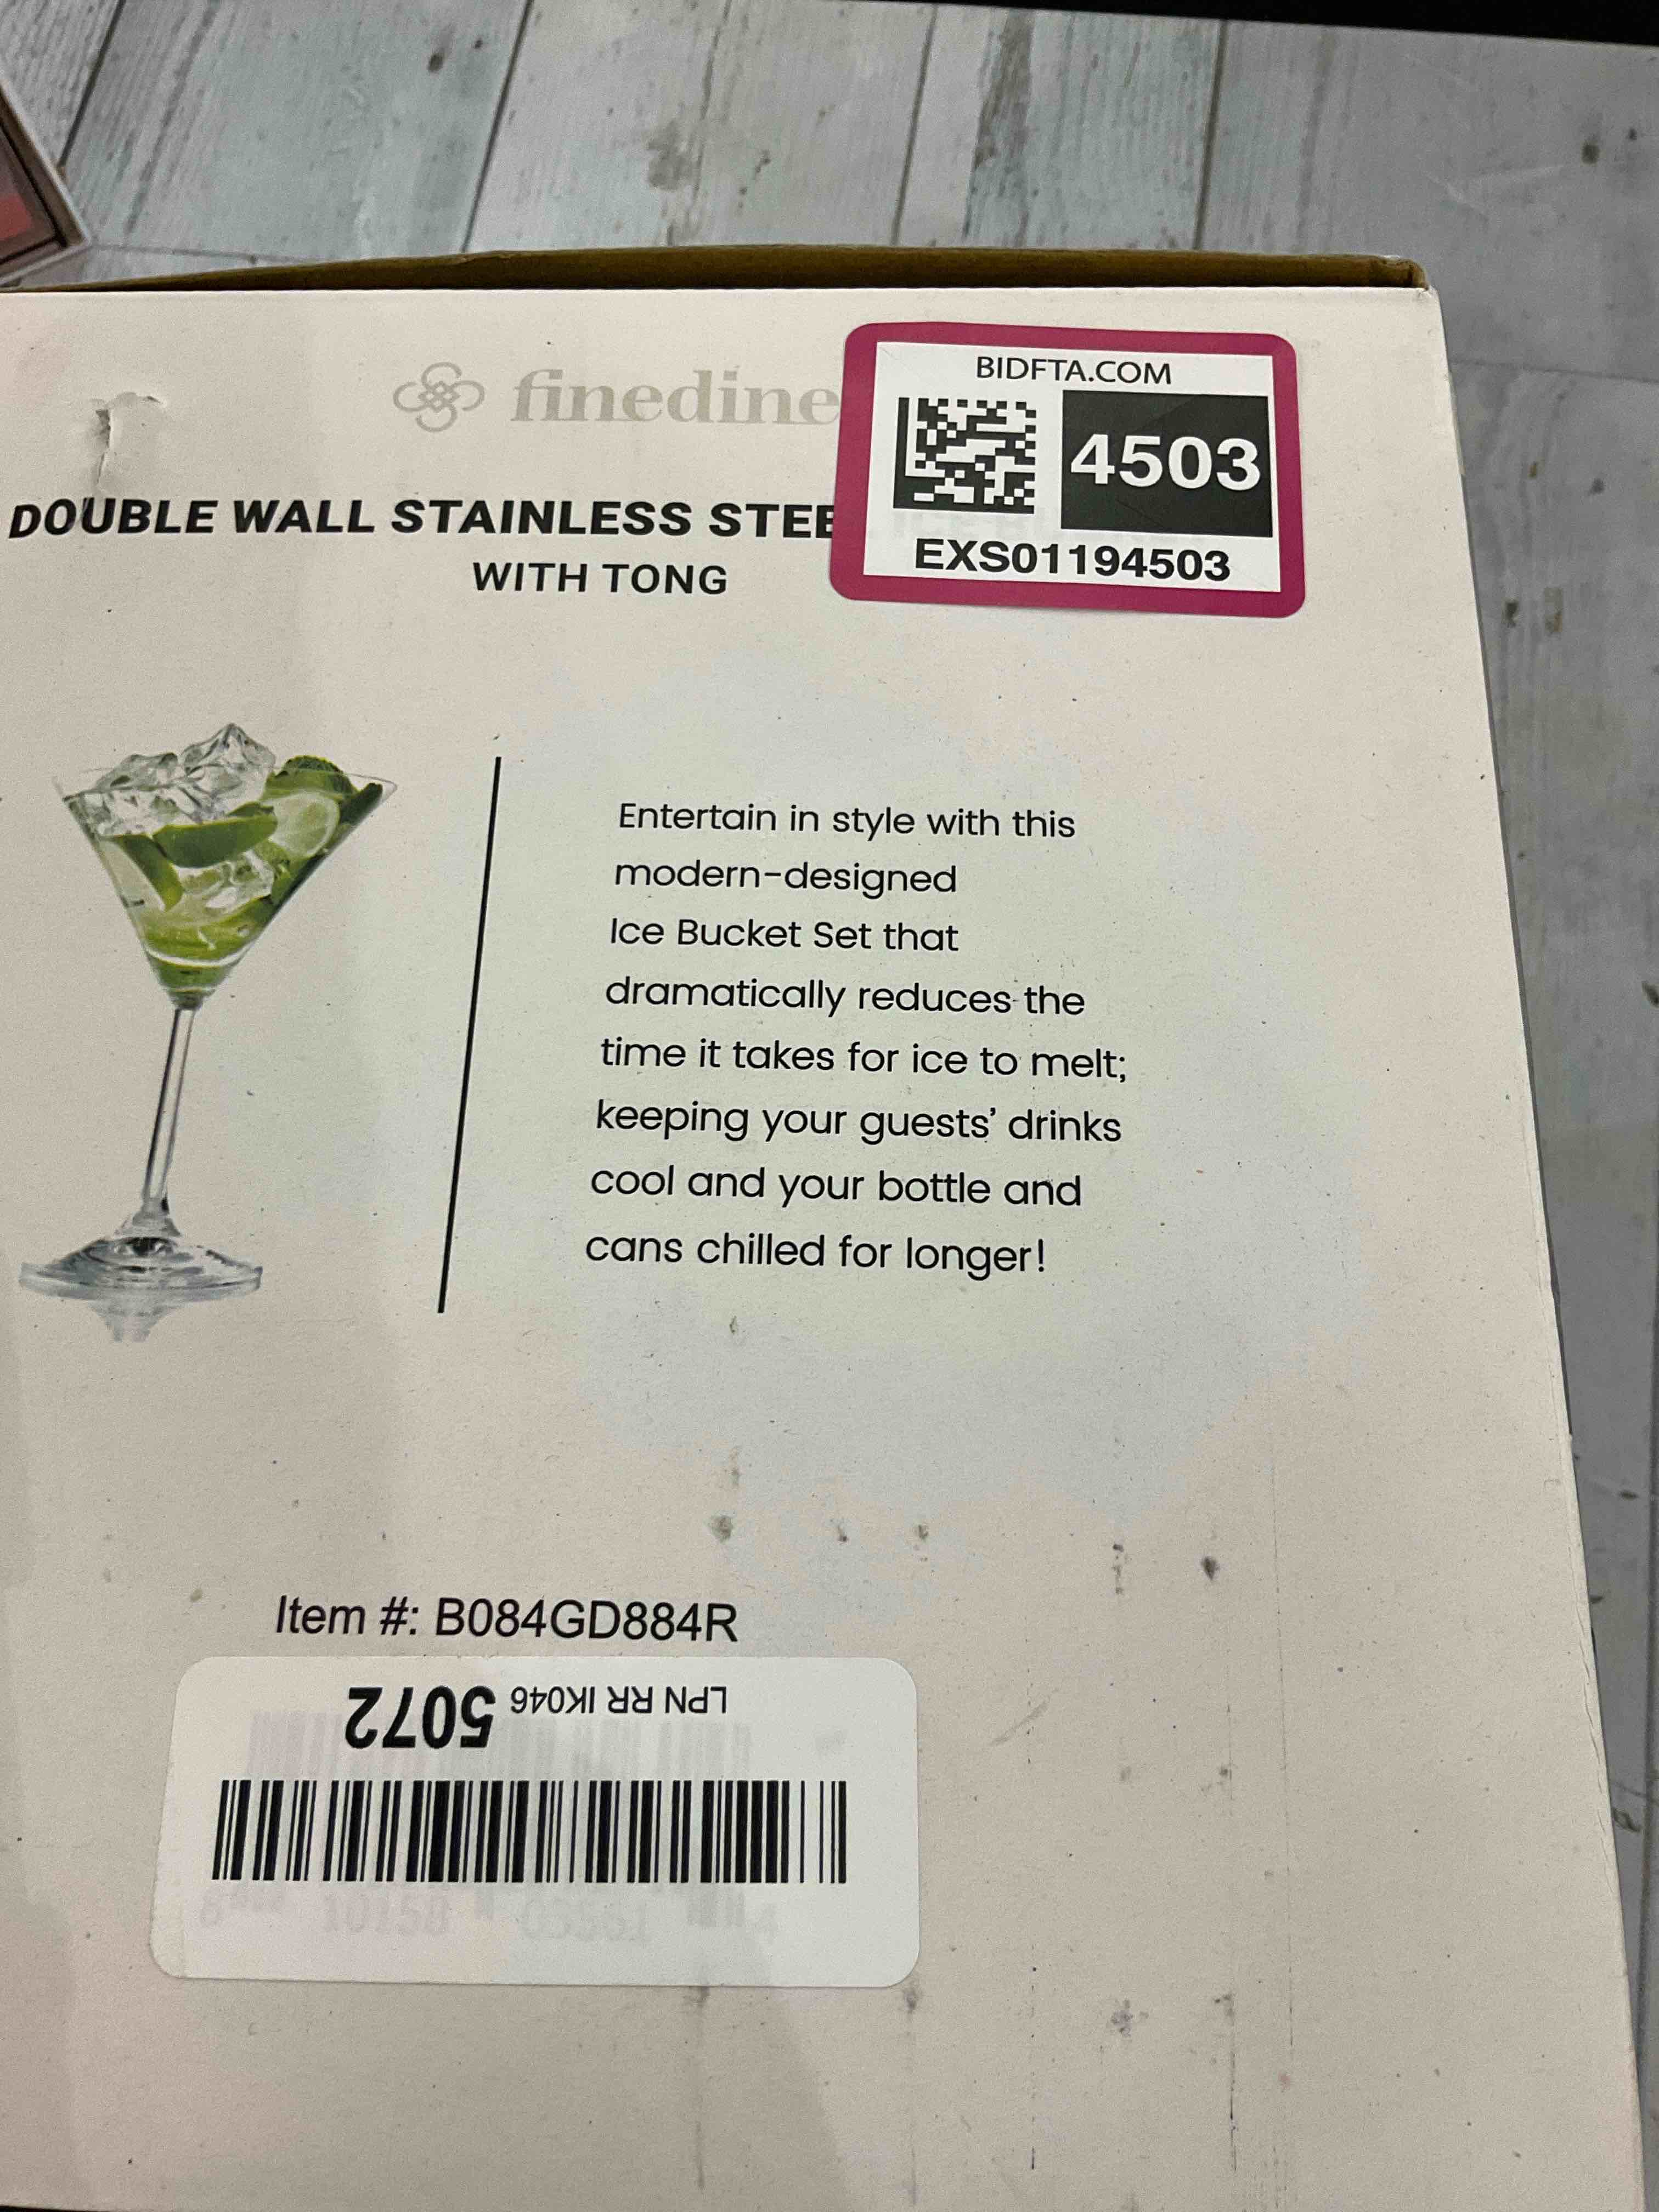 finedine
BIDFTA.COM
4503
EXS01194503
DOUBLE WALL STAINLESS STEE
WITH TONG
Entertain in style with this
modern-designed
Ice Bucket Set that
dramatically reduces the
time it takes for ice to melt;
keeping your guests' drinks
cool and your bottle and
cans chilled for longer!
Item #: B084GD884R
LPN RR IK046 5072